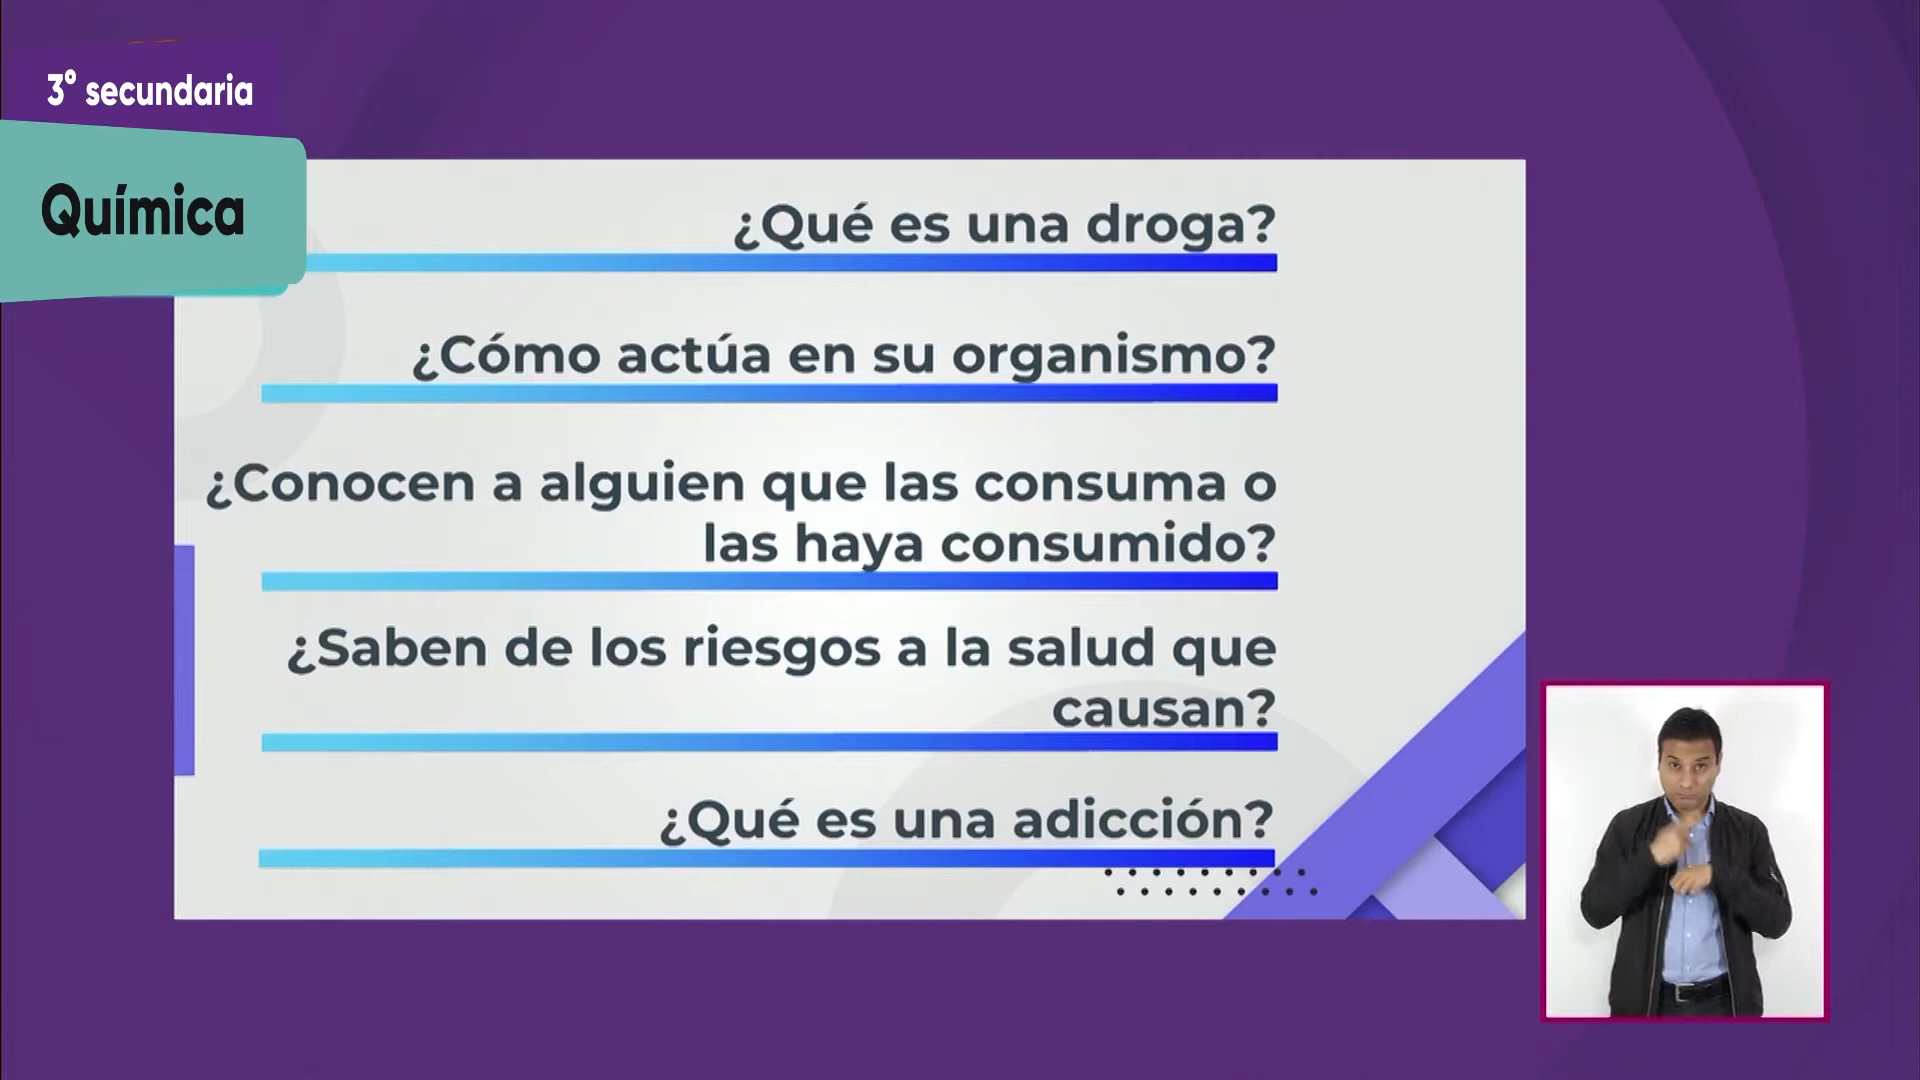 3° secundaria
Química
¿Qué es una droga?
¿Cómo actúa en su organismo?
¿Conocen a alguien que las consuma o
las haya consumido?
¿Saben de los riesgos a la salud que
causan?
¿Qué es una adicción?